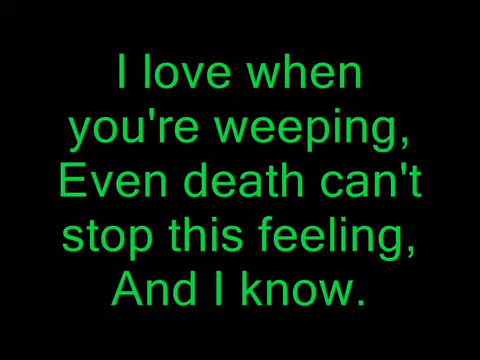 I love when
you're weeping,
Even death can't
stop this feeling,
And I know.